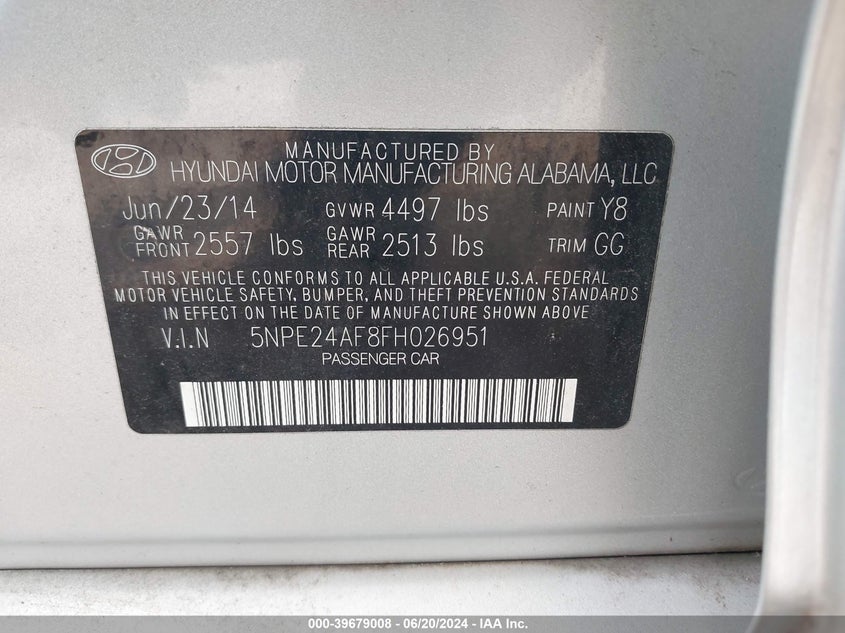 MANUFACTURED BY
HYUNDAI MOTOR MANUFACTURING ALABAMA, LLC
Jun/23/14 GVWR 4497 lbs PAINT Y8
GAWR FRONT 2557 lbs GAWR REAR 2513 lbs TRIM GG
THIS VEHICLE CONFORMS TO ALL APPLICABLE U.S.A. FEDERAL
MOTOR VEHICLE SAFETY, BUMPER, AND THEFT PREVENTION STANDARDS
IN EFFECT ON THE DATE OF MANUFACTURE SHOWN ABOVE
V.I.N 5NPE24AF8FH026951
PASSENGER CAR
000-39679008 - 06/20/2024 - IAA Inc.